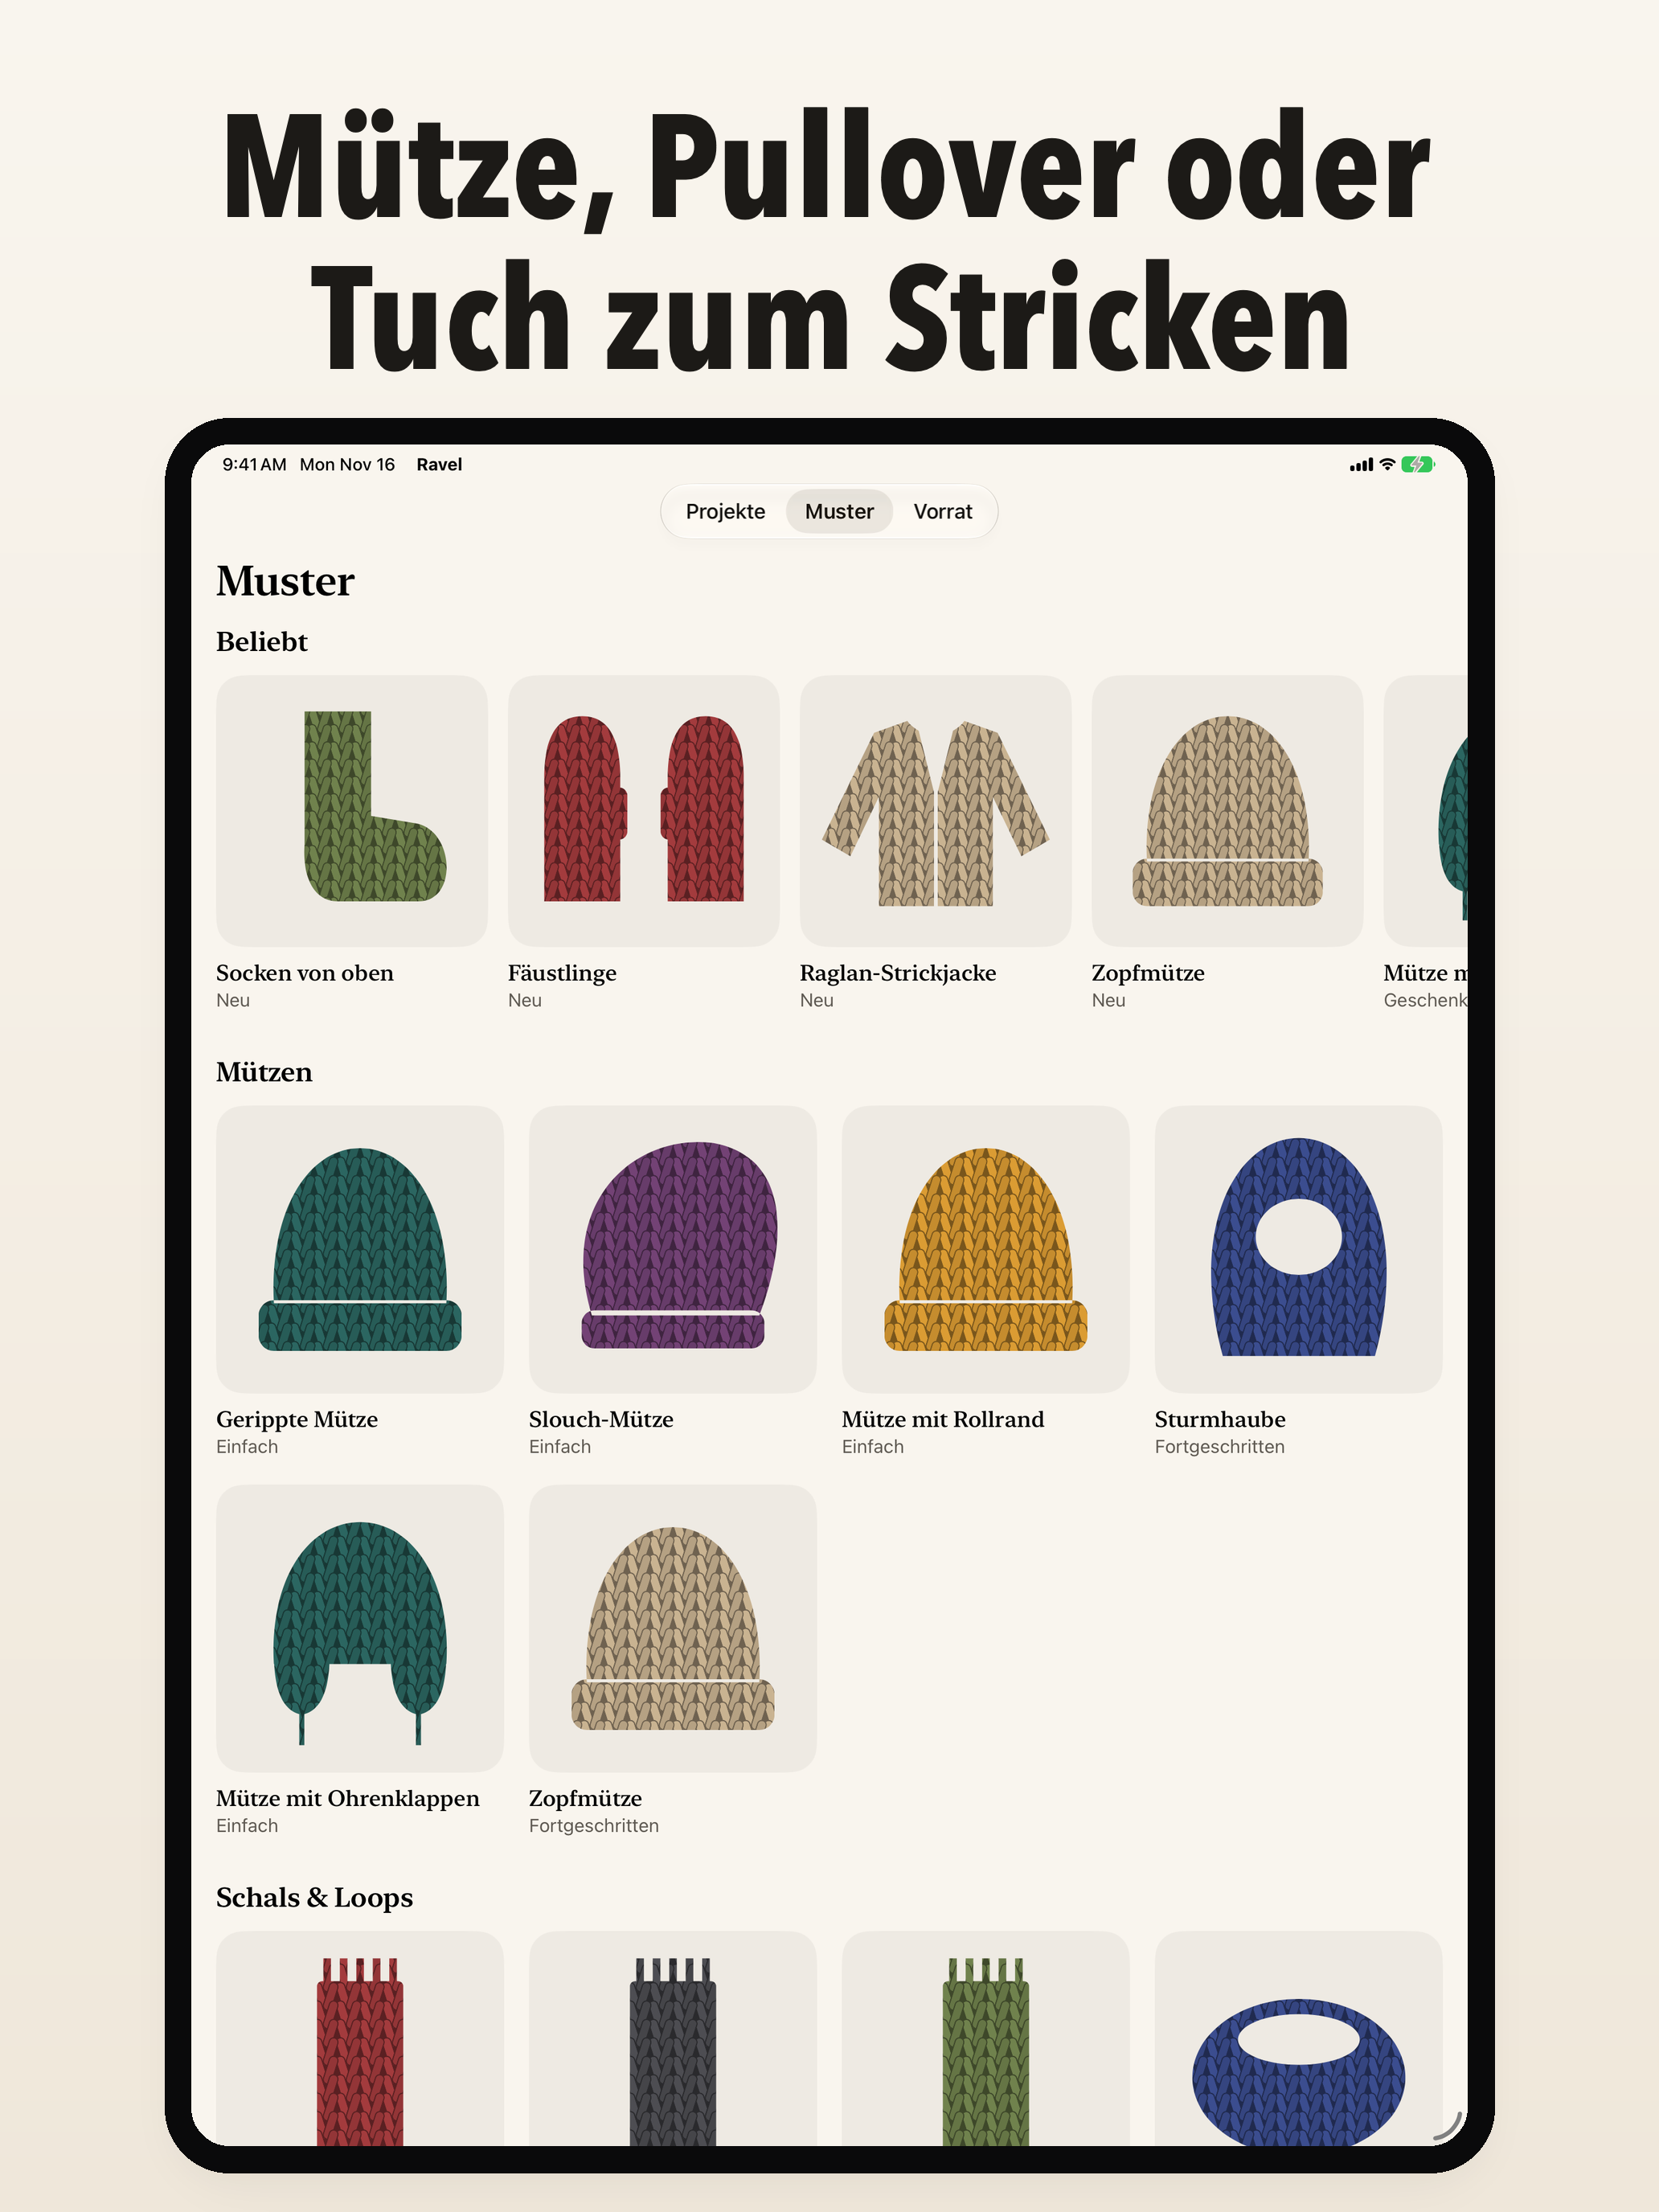 Mütze, Pullover oder
Tuch zum Stricken
9:41 AM Mon Nov 16 Ravel
Projekte Muster Vorrat
Muster
Beliebt
Socken von oben Fäustlinge Raglan-Strickjacke Zopfmütze Mütze
Neu Neu Neu Neu Geschenk
Mützen
Gerippte Mütze Slouch-Mütze Mütze mit Rollrand Sturmhaube
Einfach Einfach Einfach Fortgeschritten
Mütze mit Ohrenklappen Zopfmütze
Einfach Fortgeschritten
Schals & Loops